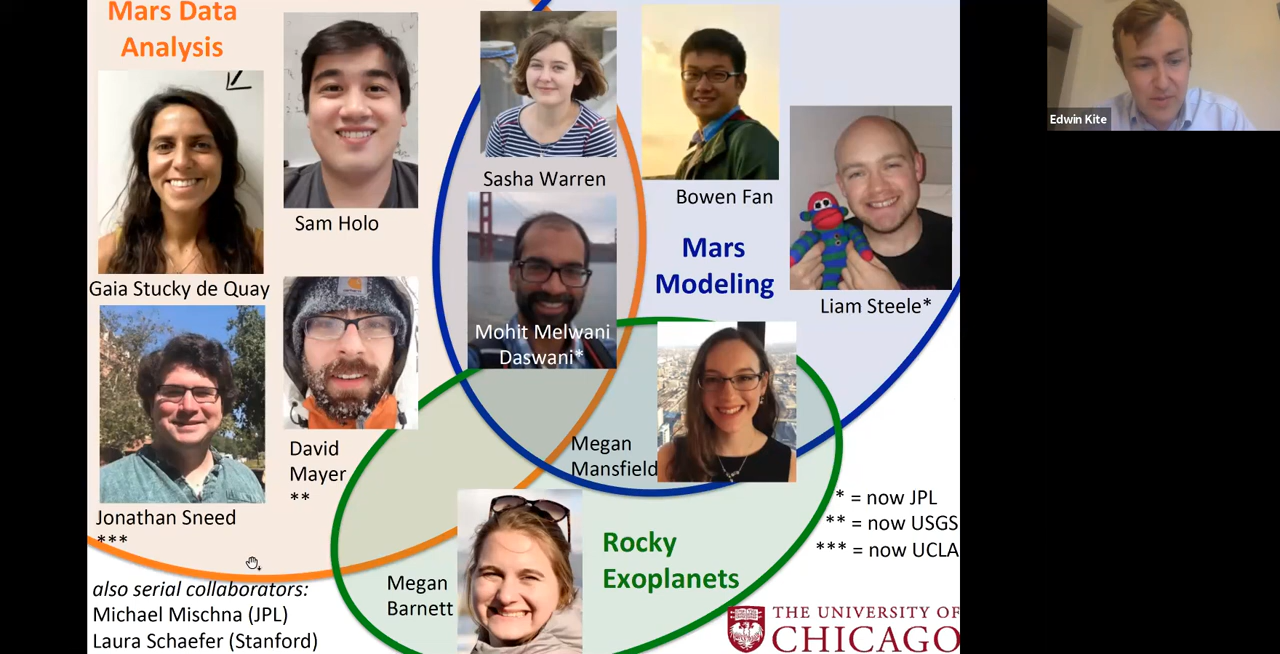 Mars Data
Analysis
Edwin Kite
Sasha Warren
Bowen Fan
Sam Holo
Mars
Modeling
Gaia Stucky de Quay
Liam Steele*
Mohit Melwani
Daswani*
Megan
Mansfield
David
Mayer
**
* = now JPL
Jonathan Sneed
***
** = now USGS
*** = now UCLA
Rocky
Exoplanets
also serial collaborators:
Michael Mischna (JPL)
Laura Schaefer (Stanford)
Megan
Barnett
THE UNIVERSITY OF
CHICAGO